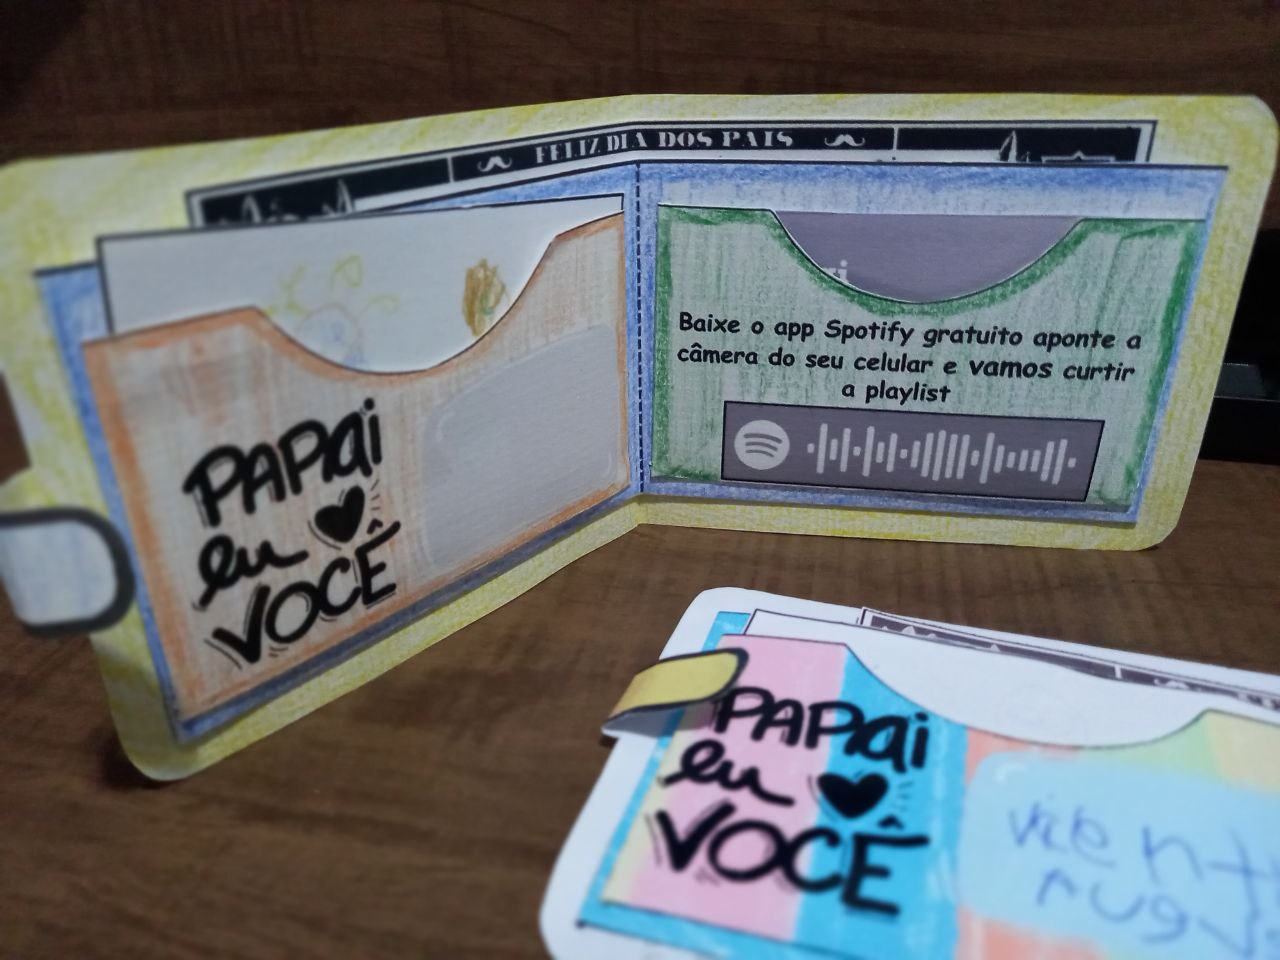 FELIZ DIA DOS PAIS
PAPAI
eu
VOCÊ
Baixe o app Spotify gratuito aponte a
câmera do seu celular e vamos curtir
a playlist
PAPAI
eu
VOCÊ